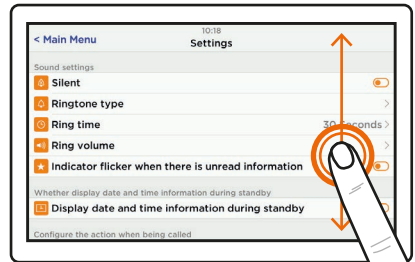 10:18
< Main Menu
Settings
Sound settings
Silent
Ringtone type >
Ring time 30 Seconds >
Ring volume >
Indicator flicker when there is unread information
Whether display date and time information during standby
Display date and time information during standby
Configure the action when being called